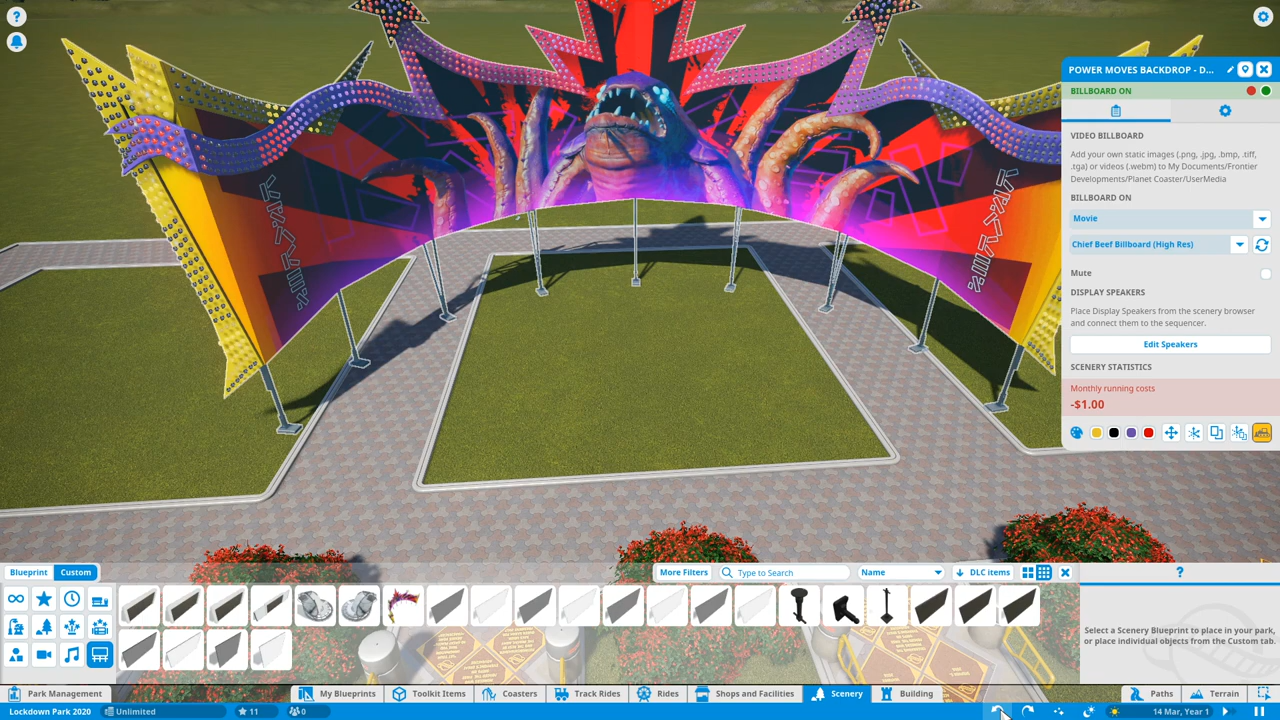 POWER MOVES BACKDROP - D...
BILLBOARD ON
VIDEO BILLBOARD
Add your own static images (.png, .jpg, .bmp, .tiff,
.tga) or videos (.webm) to My Documents/Frontier
Developments/Planet Coaster/UserMedia
BILLBOARD ON
Movie
Chief Beef Billboard (High Res)
Mute
DISPLAY SPEAKERS
Place Display Speakers from the scenery browser
and connect them to the sequencer.
Edit Speakers
SCENERY STATISTICS
Monthly running costs
-$1.00
Blueprint Custom
More Filters Type to Search Name DLC items
?
Select a Scenery Blueprint to place in your park,
or place individual objects from the Custom tab.
Park Management My Blueprints Toolkit Items Coasters Track Rides Rides Shops and Facilities Scenery Building Paths Terrain
Lockdown Park 2020 Unlimited 11 0 14 Mar, Year 1